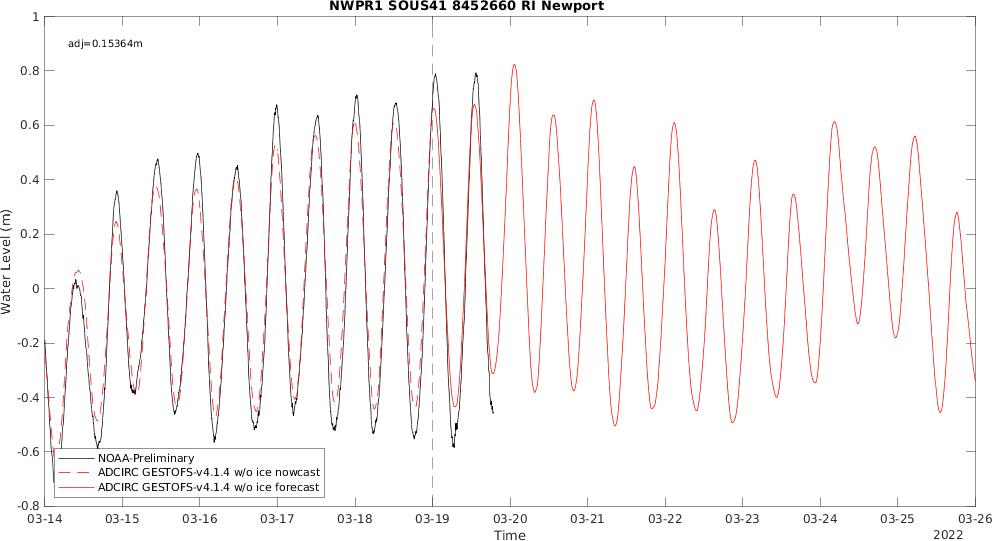 NWPR1 SOUS41 8452660 RI Newport
adj=0.15364m
1
0.8
0.6
0.4
0.2
0
-0.2
-0.4
-0.6
-0.8
Water Level (m)
NOAA-Preliminary
ADCIRC GESTOFS-v4.1.4 w/o ice nowcast
ADCIRC GESTOFS-v4.1.4 w/o ice forecast
03-14 03-15 03-16 03-17 03-18 03-19 03-20 03-21 03-22 03-23 03-24 03-25 03-26
Time
2022